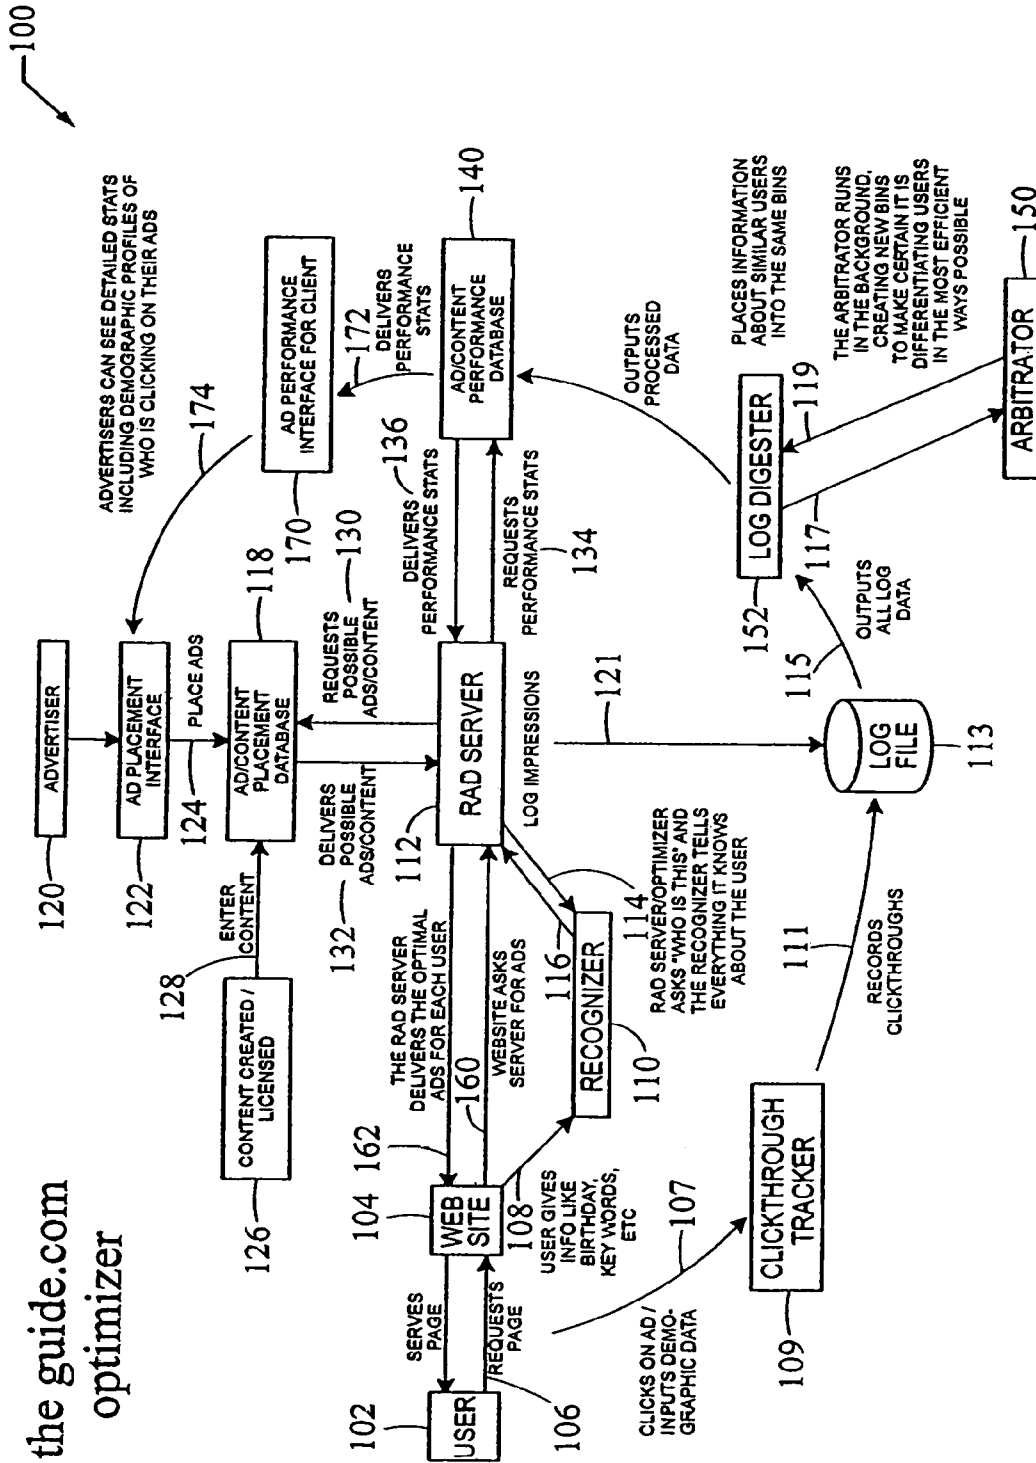 the guide.com
optimizer
100
ADVERTISERS CAN SEE DETAILED STATS
INCLUDING DEMOGRAPHIC PROFILES OF
WHO IS CLICKING ON THEIR ADS
120
ADVERTISER
174
122
AD PLACEMENT
INTERFACE
124
PLACE ADS
AD PERFORMANCE
INTERFACE FOR CLIENT
170
172
DELIVERS
PERFORMANCE
STATS
128
ENTER
CONTENT
CONTENT CREATED /
LICENSED
126
AD/CONTENT
PLACEMENT
DATABASE
118
132
DELIVERS
POSSIBLE
ADS/CONTENT
REQUESTS
POSSIBLE
ADS/CONTENT
130
DELIVERS
PERFORMANCE STATS
136
AD/CONTENT
PERFORMANCE
DATABASE
140
REQUESTS
PERFORMANCE STATS
134
102
USER
SERVES
PAGE
REQUESTS
PAGE
106
104
WEB
SITE
162
THE RAD SERVER
DELIVERS THE OPTIMAL
ADS FOR EACH USER
160
WEBSITE ASKS
SERVER FOR ADS
112
RAD SERVER
LOG IMPRESSIONS
121
108
USER GIVES
INFO LIKE
BIRTHDAY,
KEY WORDS,
ETC
RECOGNIZER
110
116
114
RAD SERVER/OPTIMIZER
ASKS "WHO IS THIS" AND
THE RECOGNIZER TELLS
EVERYTHING IT KNOWS
ABOUT THE USER
CLICKS ON AD /
INPUTS DEMO-
GRAPHIC DATA
107
CLICKTHROUGH
TRACKER
109
111
RECORDS
CLICKTHROUGHS
LOG
FILE
113
115
OUTPUTS
ALL LOG
DATA
OUTPUTS
PROCESSED
DATA
152
LOG DIGESTER
PLACES INFORMATION
ABOUT SIMILAR USERS
INTO THE SAME BINS
117
119
THE ARBITRATOR RUNS
IN THE BACKGROUND,
CREATING NEW BINS
TO MAKE CERTAIN IT IS
DIFFERENTIATING USERS
IN THE MOST EFFICIENT
WAYS POSSIBLE
ARBITRATOR
150